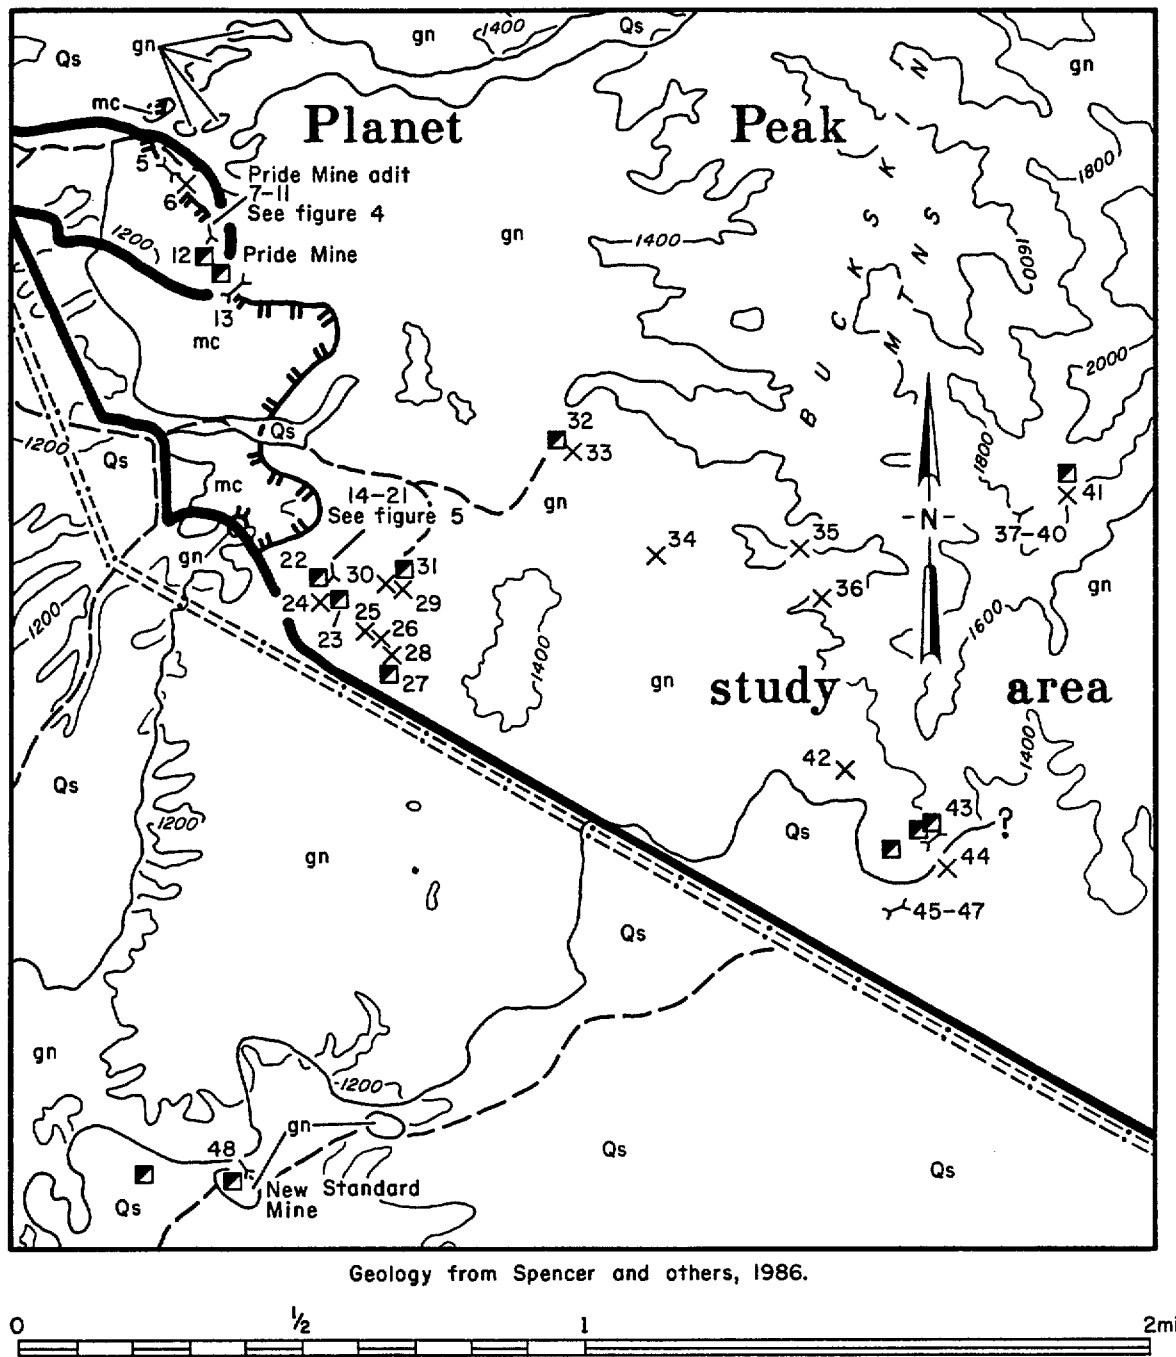 Qs
gn
gn
1400
Qs
gn
mc
Planet Peak
5
Pride Mine adit
7-11
See figure 4
6
1200
12
Pride Mine
13
mc
gn
1400
BUCKSKIN
MTNS
1800
1600
2000
1800
Qs
1200
Qs
mc
gn
14-21
See figure 5
32
33
gn
34
35
36
41
37-40
gn
N
22
30
31
24
29
23
25
26
28
27
1200
1400
gn
1600
study area
Qs
1200
gn
42
Qs
43
?
44
45-47
1400
Qs
gn
1200
gn
48
New Standard
Mine
Qs
Qs
Qs
Geology from Spencer and others, 1986.
0 ½ 1 2mi